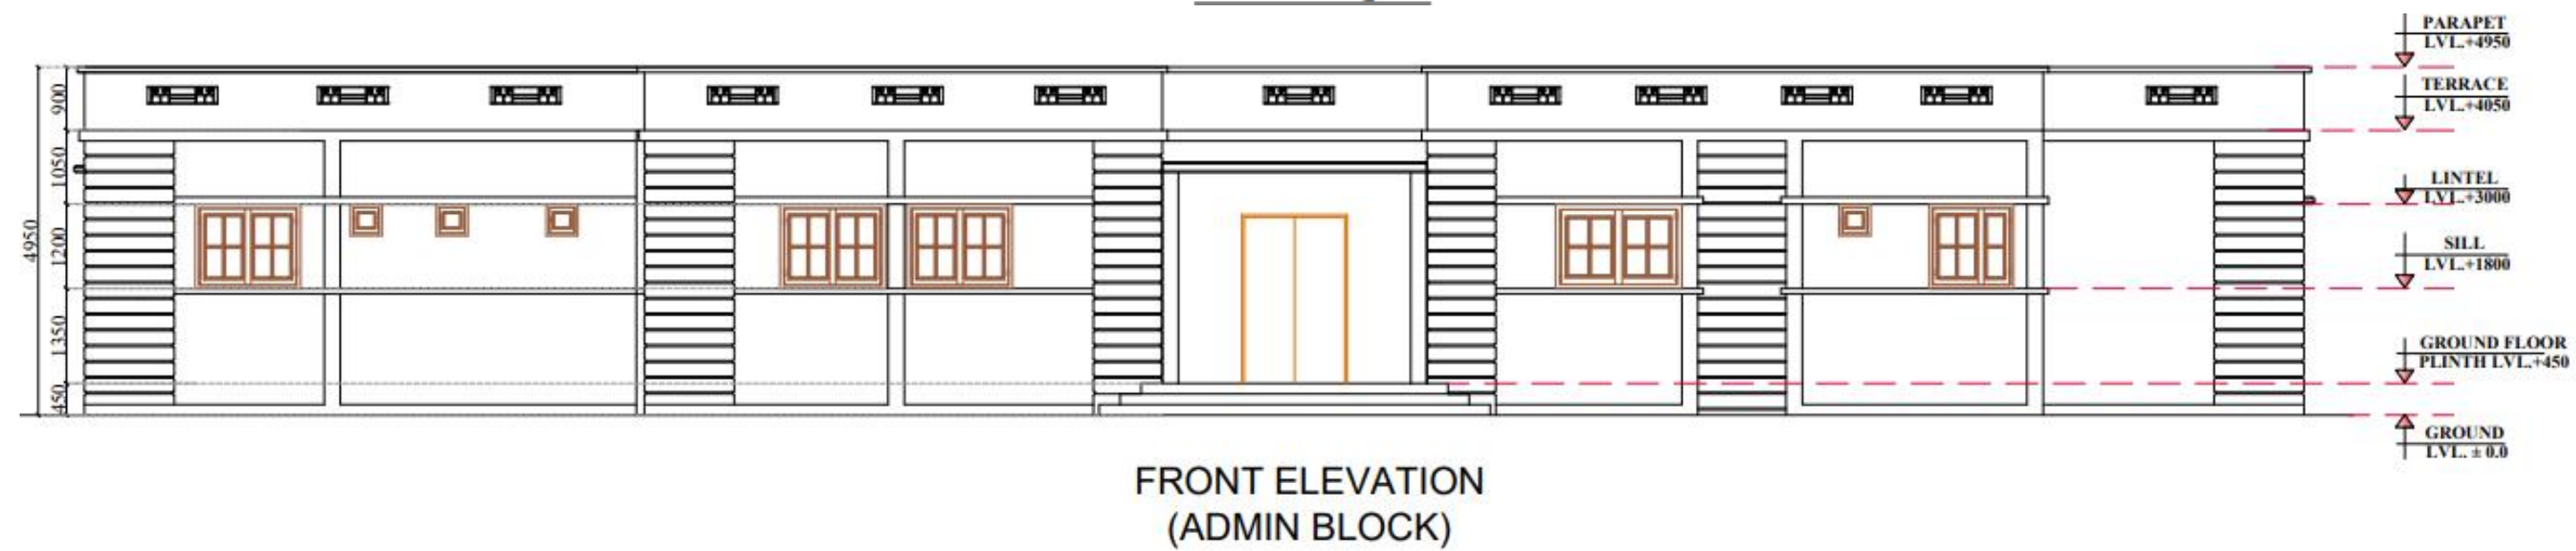 PARAPET
LVL.+4950
TERRACE
LVL.+4050
LINTEL
LVL.+3000
SILL
LVL.+1800
GROUND FLOOR
PLINTH LVL.+450
GROUND
LVL. ± 0.0
4950
900
1050
1200
1350
450
FRONT ELEVATION
(ADMIN BLOCK)